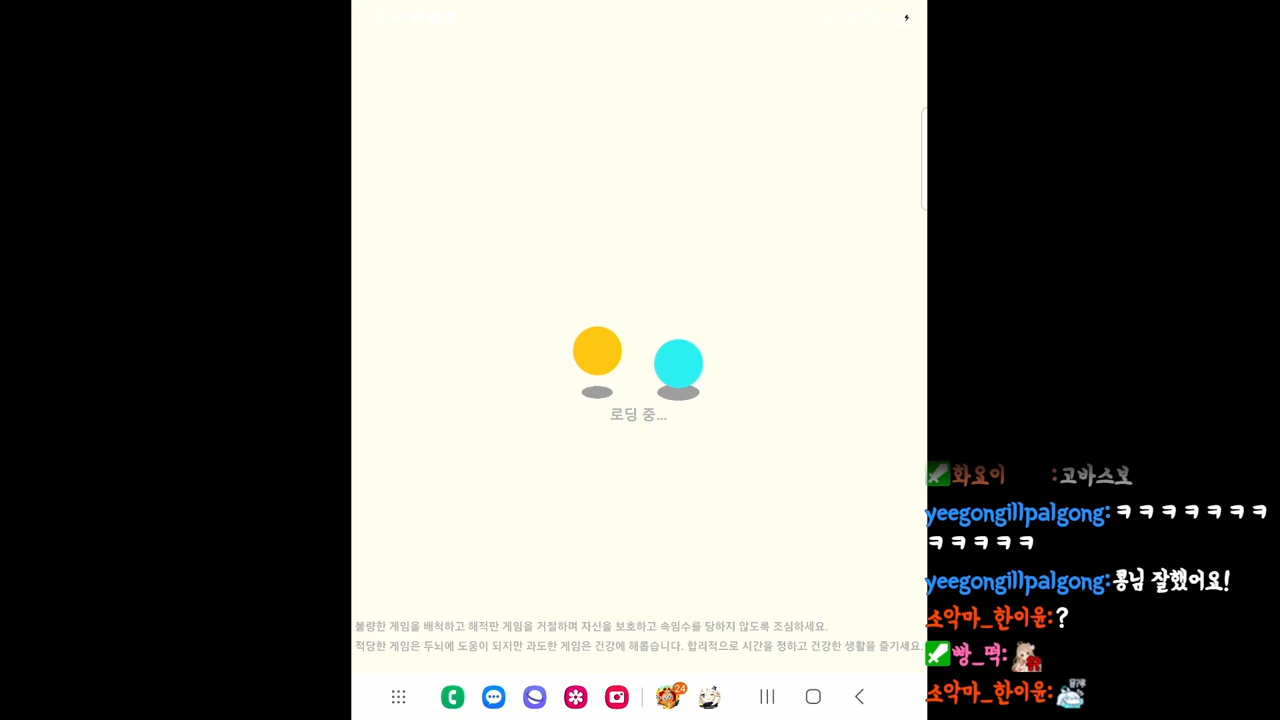 로딩 중...
불량한 게임을 배척하고 해적판 게임을 거절하며 자신을 보호하고 속임수를 당하지 않도록 조심하세요.
적당한 게임은 두뇌에 도움이 되지만 과도한 게임은 건강에 해롭습니다. 합리적으로 시간을 정하고 건강한 생활을 즐기세요.
24
화요이 :고바스보
yeegongillpalgong:ㅋㅋㅋㅋㅋㅋㅋ
ㅋㅋㅋㅋㅋ
yeegongillpalgong:콩님 잘했어요!
소악마_한이윤:?
빵_떡:
소악마_한이윤: